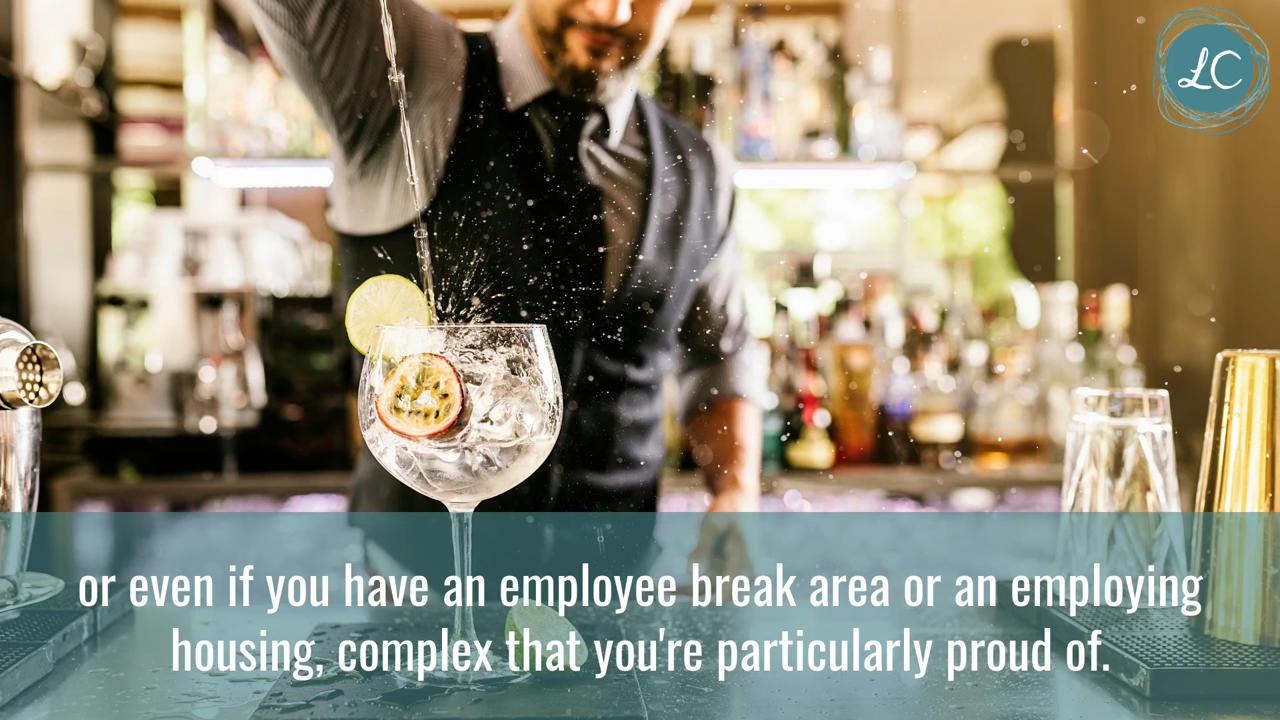 LC
or even if you have an employee break area or an employing
housing, complex that you're particularly proud of.